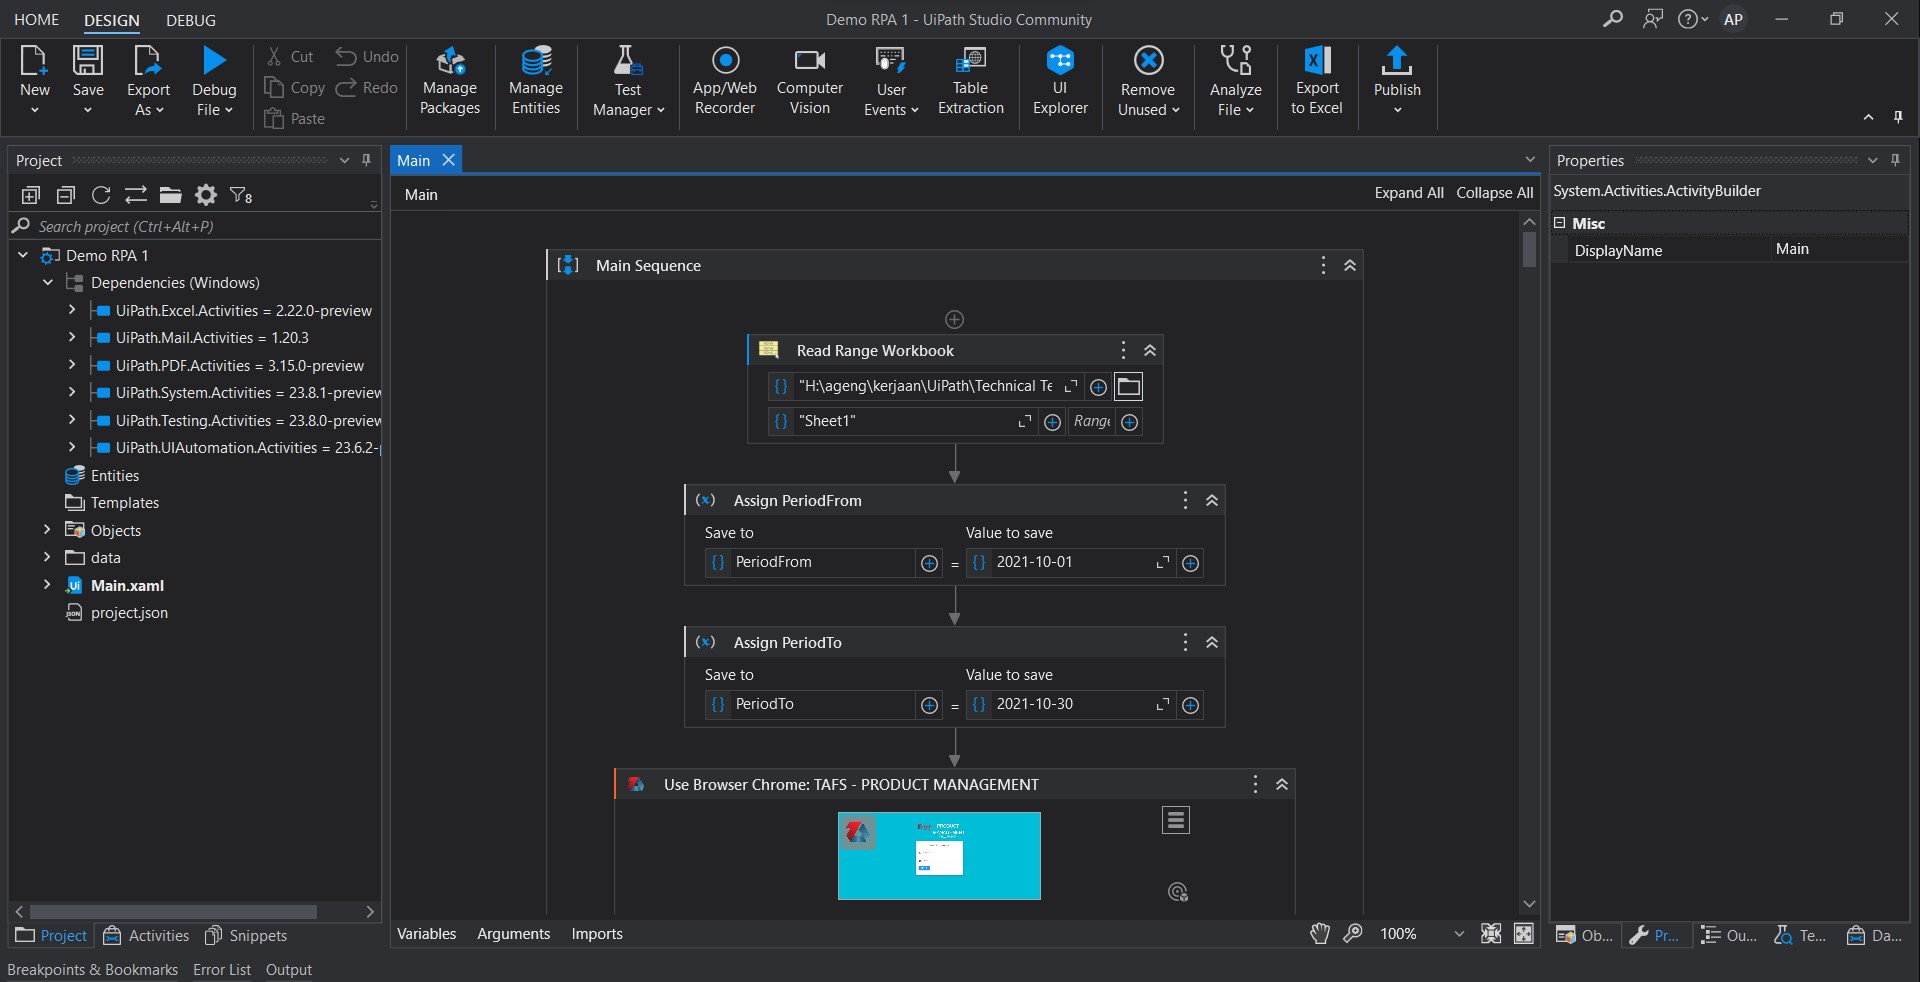 HOME DESIGN DEBUG
Demo RPA 1 - UiPath Studio Community
AP
New
Save
Export As
Debug File
Cut
Copy
Paste
Undo
Redo
Manage Packages
Manage Entities
Test Manager
App/Web Recorder
Computer Vision
User Events
Table Extraction
UI Explorer
Remove Unused
Analyze File
Export to Excel
Publish
Project
8
Search project (Ctrl+Alt+P)
Demo RPA 1
Dependencies (Windows)
UiPath.Excel.Activities = 2.22.0-preview
UiPath.Mail.Activities = 1.20.3
UiPath.PDF.Activities = 3.15.0-preview
UiPath.System.Activities = 23.8.1-preview
UiPath.Testing.Activities = 23.8.0-preview
UiPath.UIAutomation.Activities = 23.6.2-p
Entities
Templates
Objects
data
Main.xaml
project.json
Project Activities Snippets
Main
Main
Expand All Collapse All
Main Sequence
Read Range Workbook
"H:\ageng\kerjaan\UiPath\Technical Te
"Sheet1"
Range
Assign PeriodFrom
Save to Value to save
PeriodFrom = 2021-10-01
Assign PeriodTo
Save to Value to save
PeriodTo = 2021-10-30
Use Browser Chrome: TAFS - PRODUCT MANAGEMENT
PRODUCT
MANAGEMENT
Variables Arguments Imports
100%
Properties
System.Activities.ActivityBuilder
Misc
DisplayName Main
Ob... Pr... Ou... Te... Da...
Breakpoints & Bookmarks Error List Output